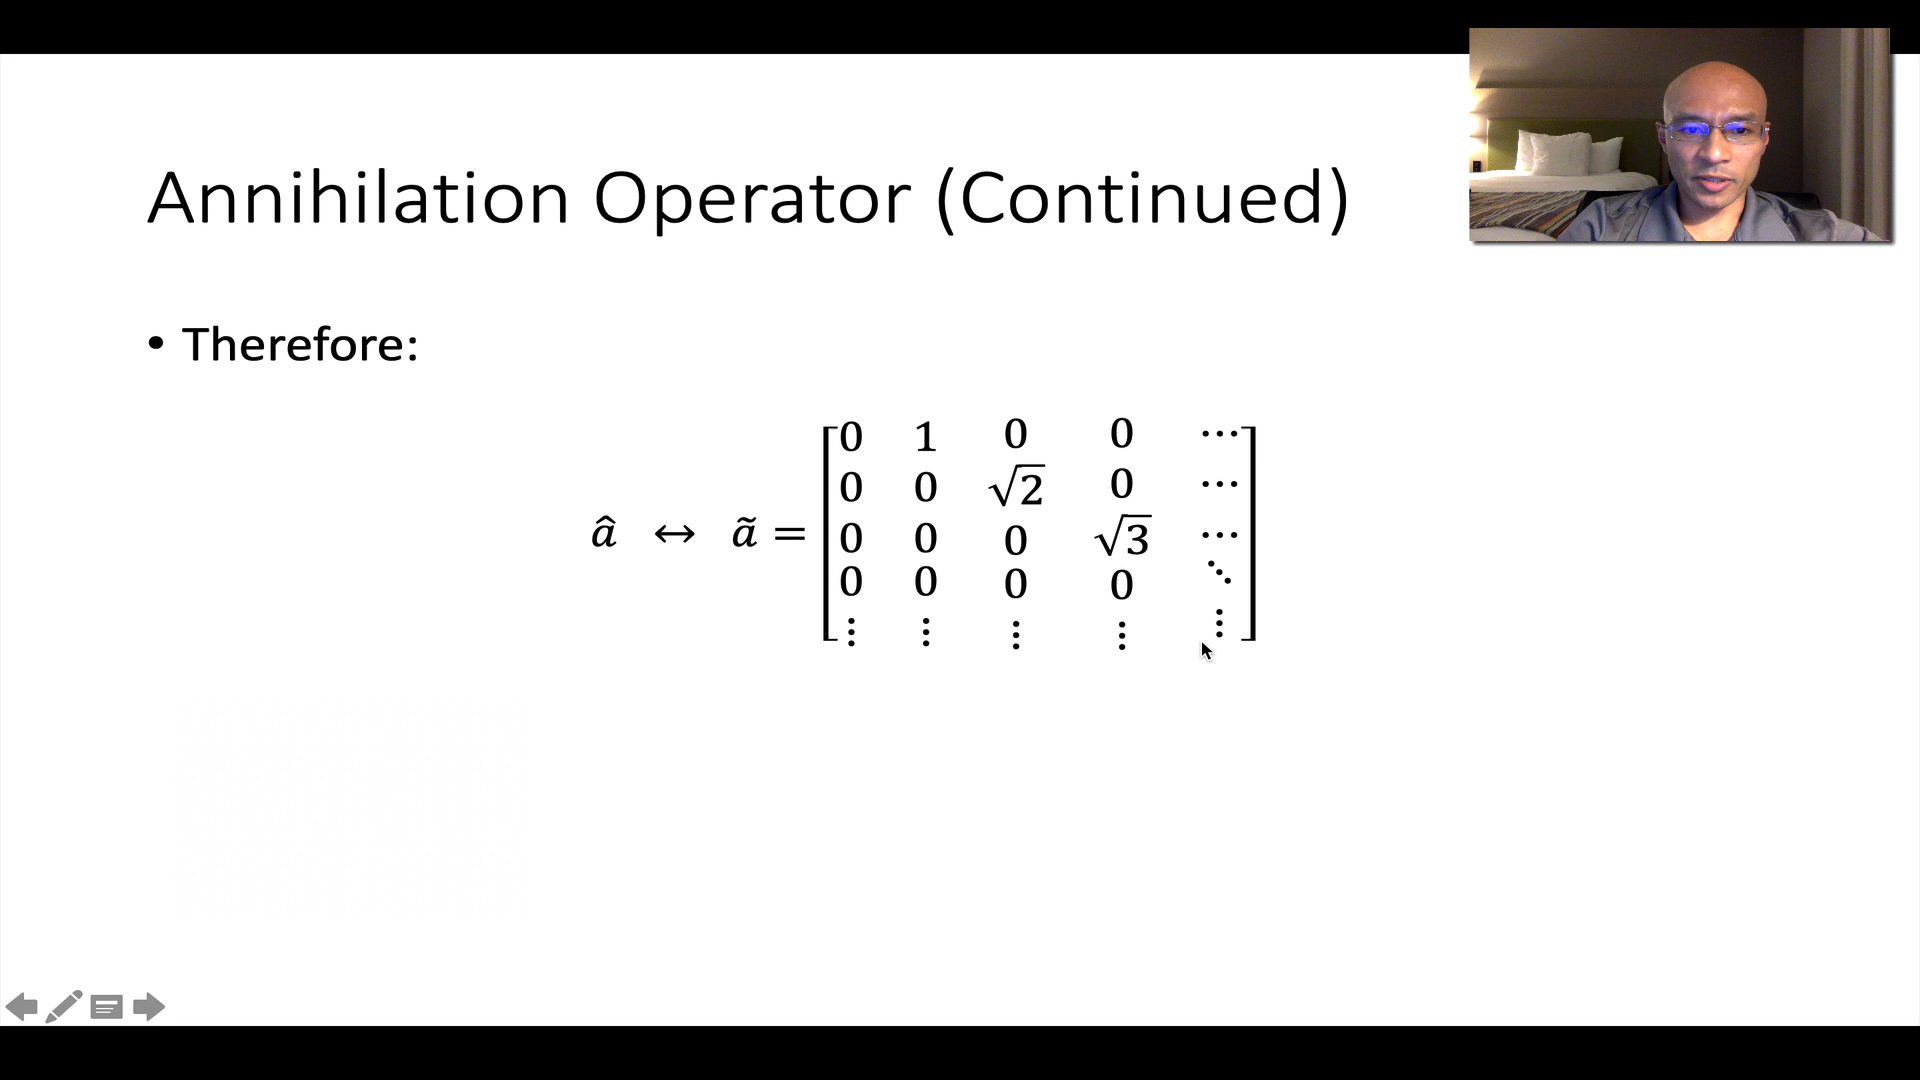 Annihilation Operator (Continued)
• Therefore:
0 1 0 0 ⋯
0 0 √2 0 ⋯
â ↔ ã = 0 0 0 √3 ⋯
0 0 0 0 ⋱
⋮ ⋮ ⋮ ⋮ ⋮